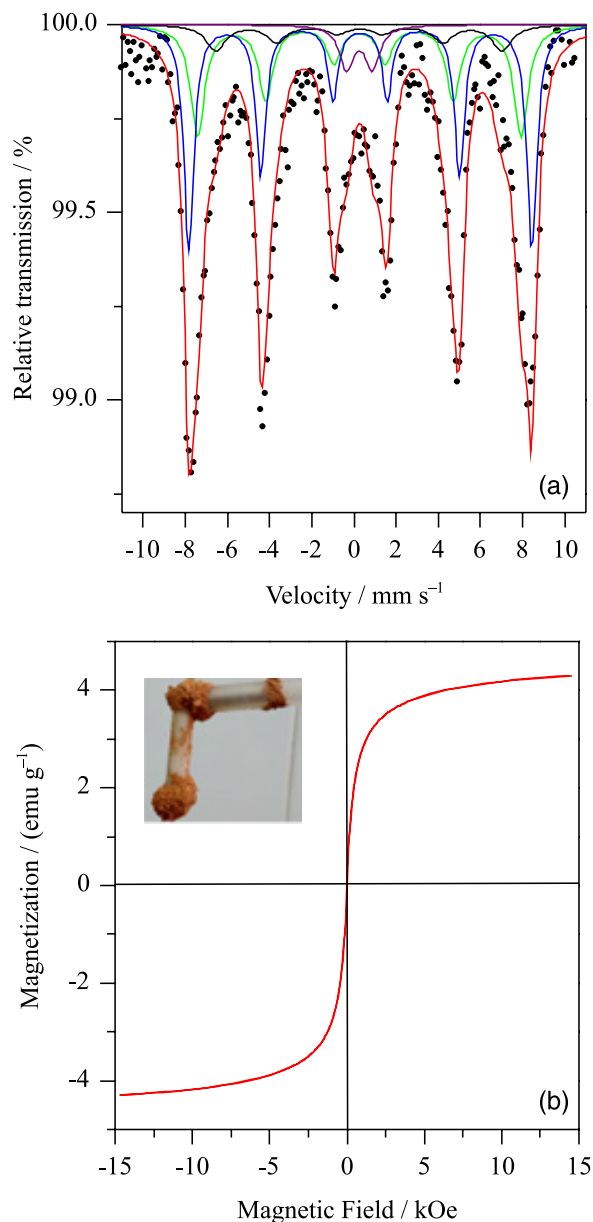 100.0
99.5
99.0
Relative transmission / %
(a)
-10 -8 -6 -4 -2 0 2 4 6 8 10
Velocity / mm s⁻¹
4
2
0
-2
-4
Magnetization / (emu g⁻¹)
(b)
-15 -10 -5 0 5 10 15
Magnetic Field / kOe